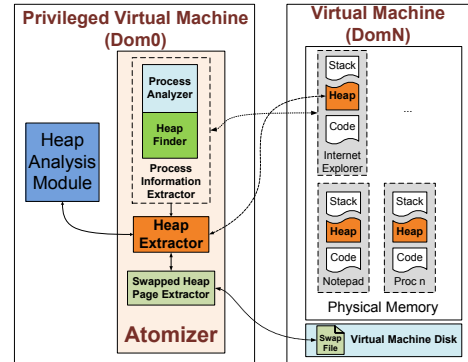 Privileged Virtual Machine
(Dom0)
Process
Analyzer
Heap
Finder
Process
Information
Extractor
Heap
Analysis
Module
Heap
Extractor
Swapped Heap
Page Extractor
Atomizer
Virtual Machine
(DomN)
Stack
Heap
Code
Internet
Explorer
...
Stack
Heap
Code
Notepad
Stack
Heap
Code
Proc n
Physical Memory
Swap
File
Virtual Machine Disk